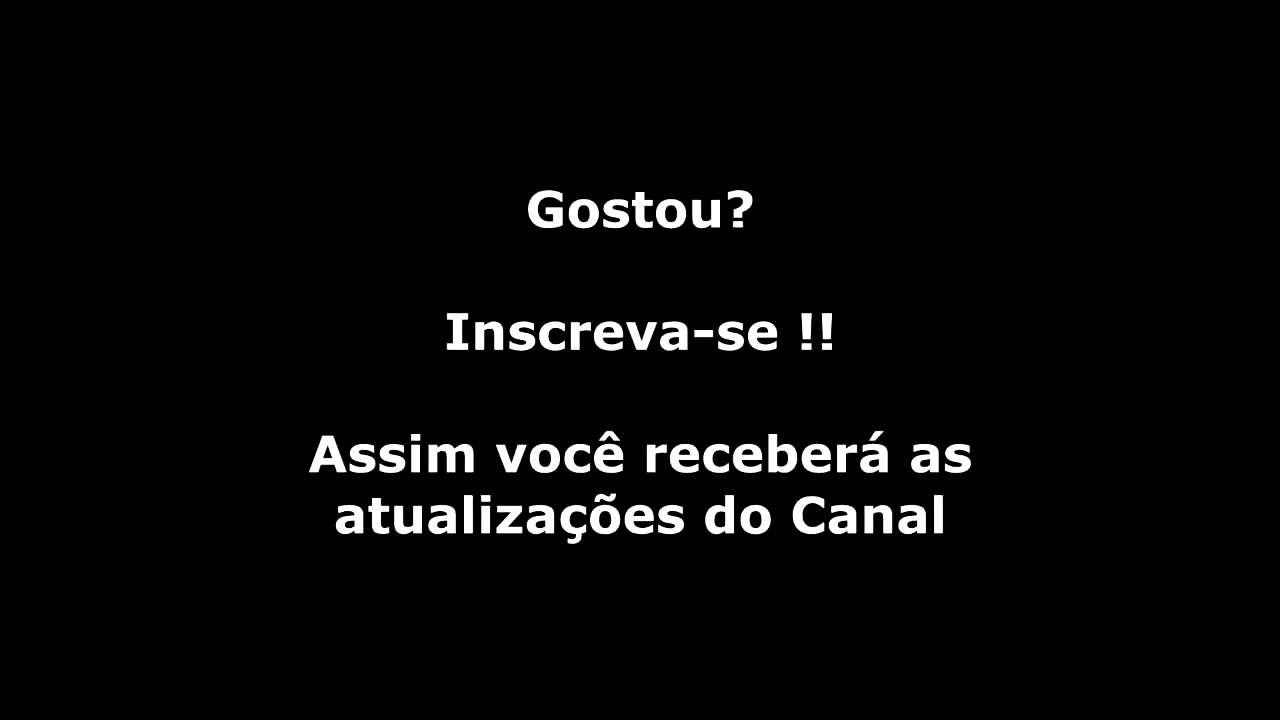 Gostou?
Inscreva-se !!
Assim você receberá as
atualizações do Canal